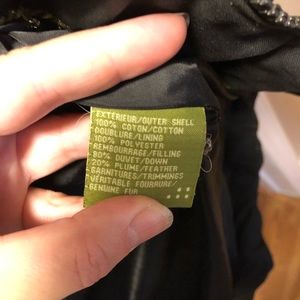 EXTERIEUR/OUTER SHELL
100% COTON/COTTON
DOUBLURE/LINING
100% POLYESTER
REMBOURRAGE/FILLING
80% DUVET/DOWN
20% PLUME/FEATHER
GARNITURES/TRIMMINGS
VERITABLE FOURRURE/
GENUINE FUR